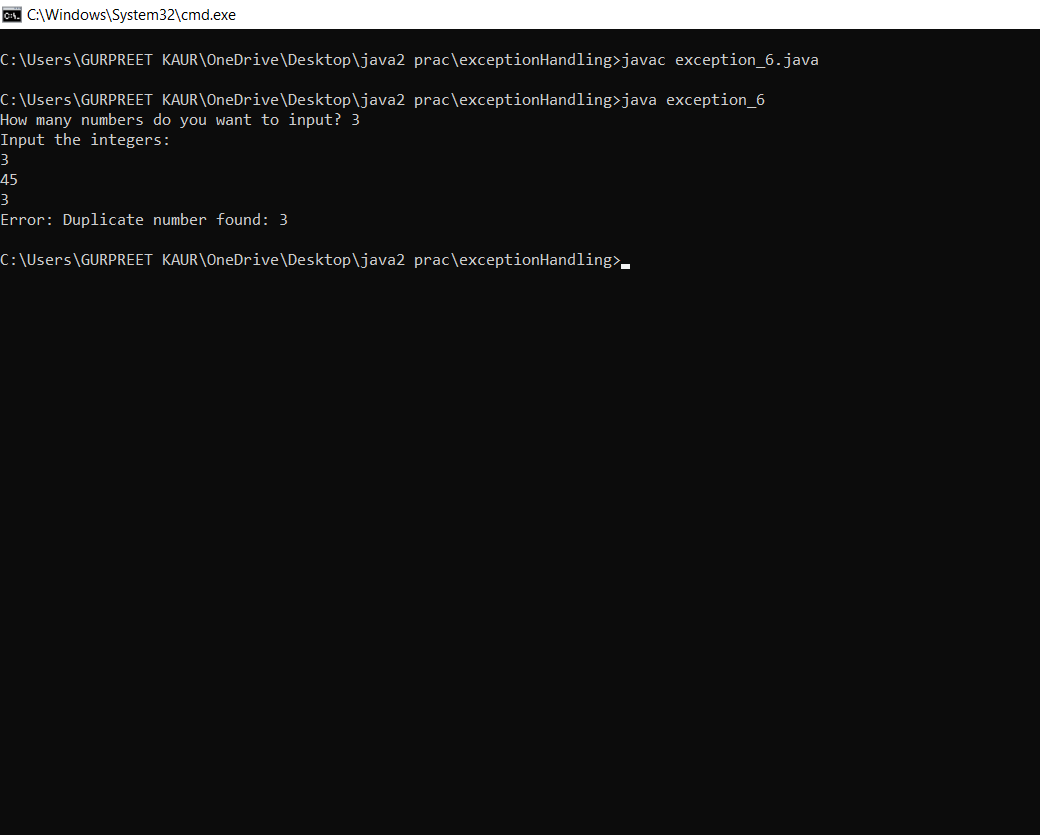 C:\Windows\System32\cmd.exe
C:\Users\GURPREET KAUR\OneDrive\Desktop\java2 prac\exceptionHandling>javac exception_6.java
C:\Users\GURPREET KAUR\OneDrive\Desktop\java2 prac\exceptionHandling>java exception_6
How many numbers do you want to input? 3
Input the integers:
3
45
3
Error: Duplicate number found: 3
C:\Users\GURPREET KAUR\OneDrive\Desktop\java2 prac\exceptionHandling>